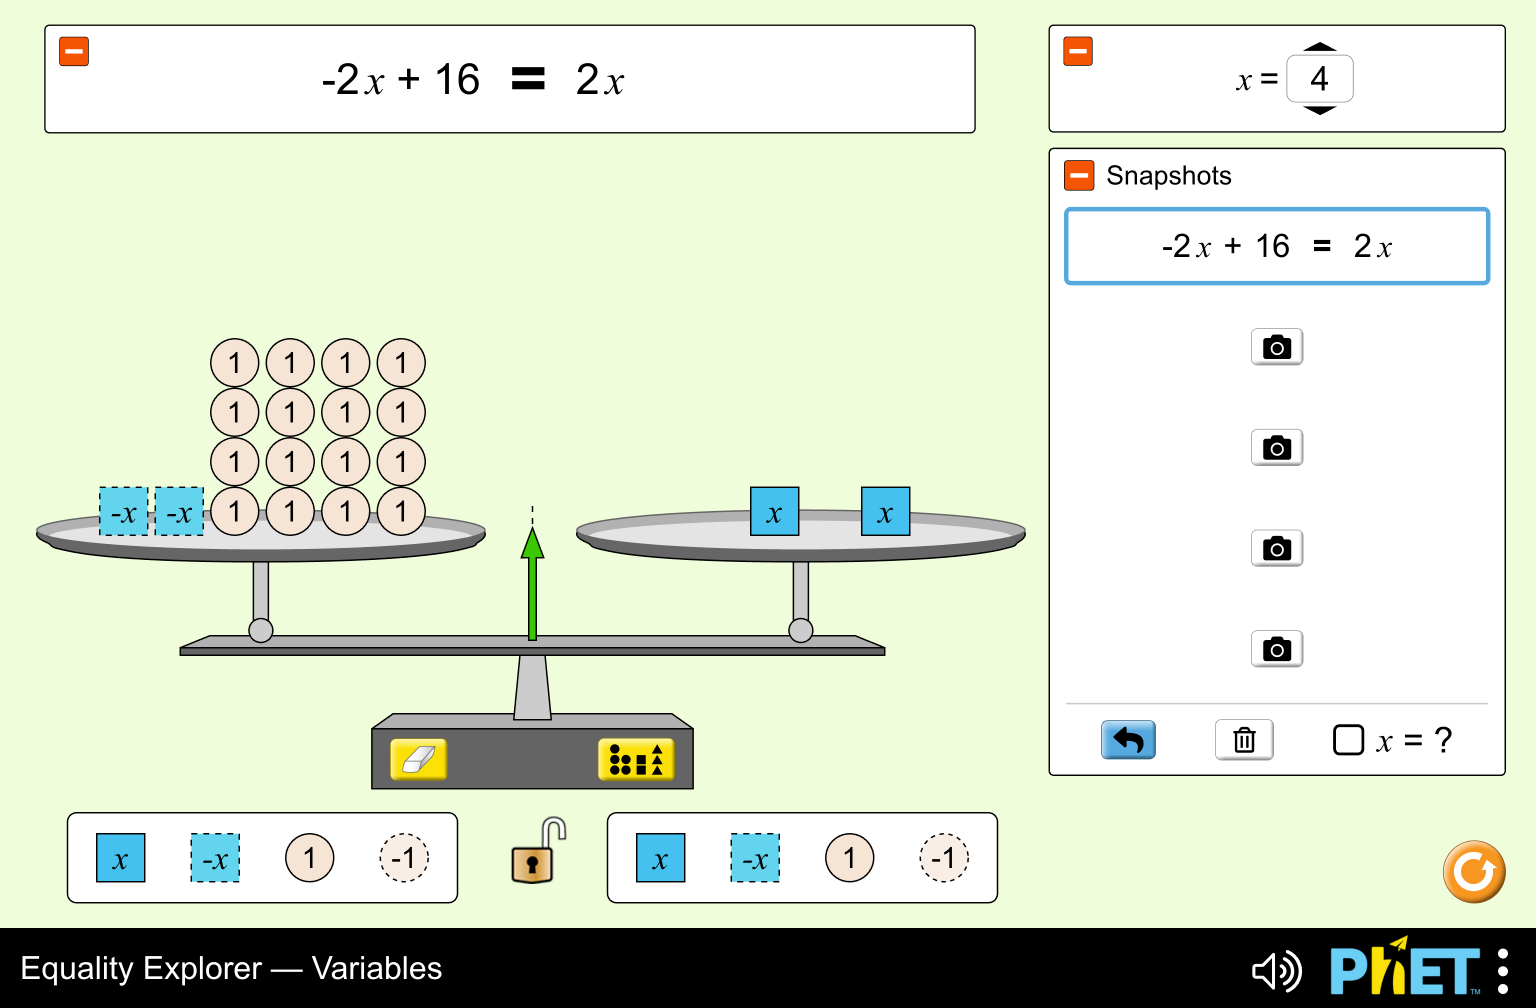 -2x + 16 = 2x
x = 4
Snapshots
-2x + 16 = 2x
1 1 1 1
1 1 1 1
1 1 1 1
-x -x 1 1 1 1
x x
x = ?
x -x 1 -1
x -x 1 -1
Equality Explorer — Variables
PhET™